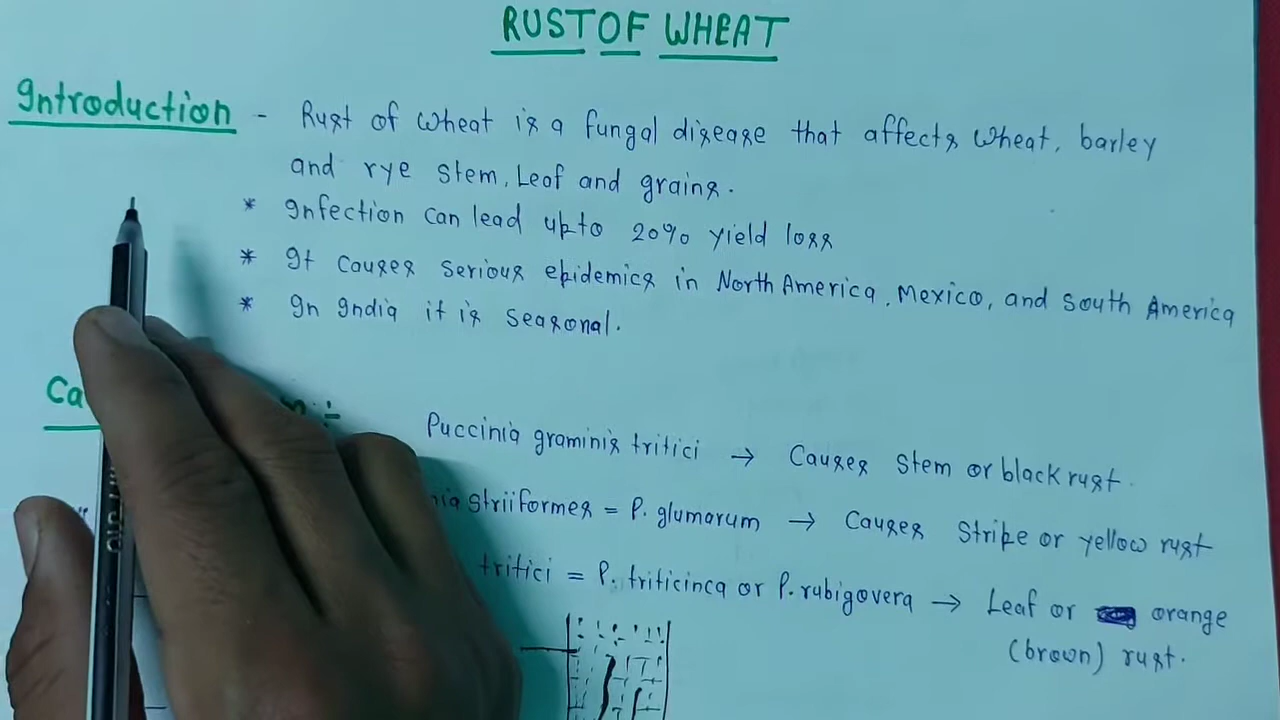 RUST OF WHEAT
Introduction - Rust of wheat is a fungal disease that affects wheat, barley
and rye stem, Leaf and grains.
* Infection can lead upto 20% yield loss
* It causes serious epidemics in North America, Mexico, and South America
* In India it is seasonal.
Puccinia graminis tritici → Causes stem or black rust.
striiformes = P. glumarum → Causes Stripe or yellow rust
tritici = P. triticinca or P. rubigovera → Leaf or orange
(brown) rust.